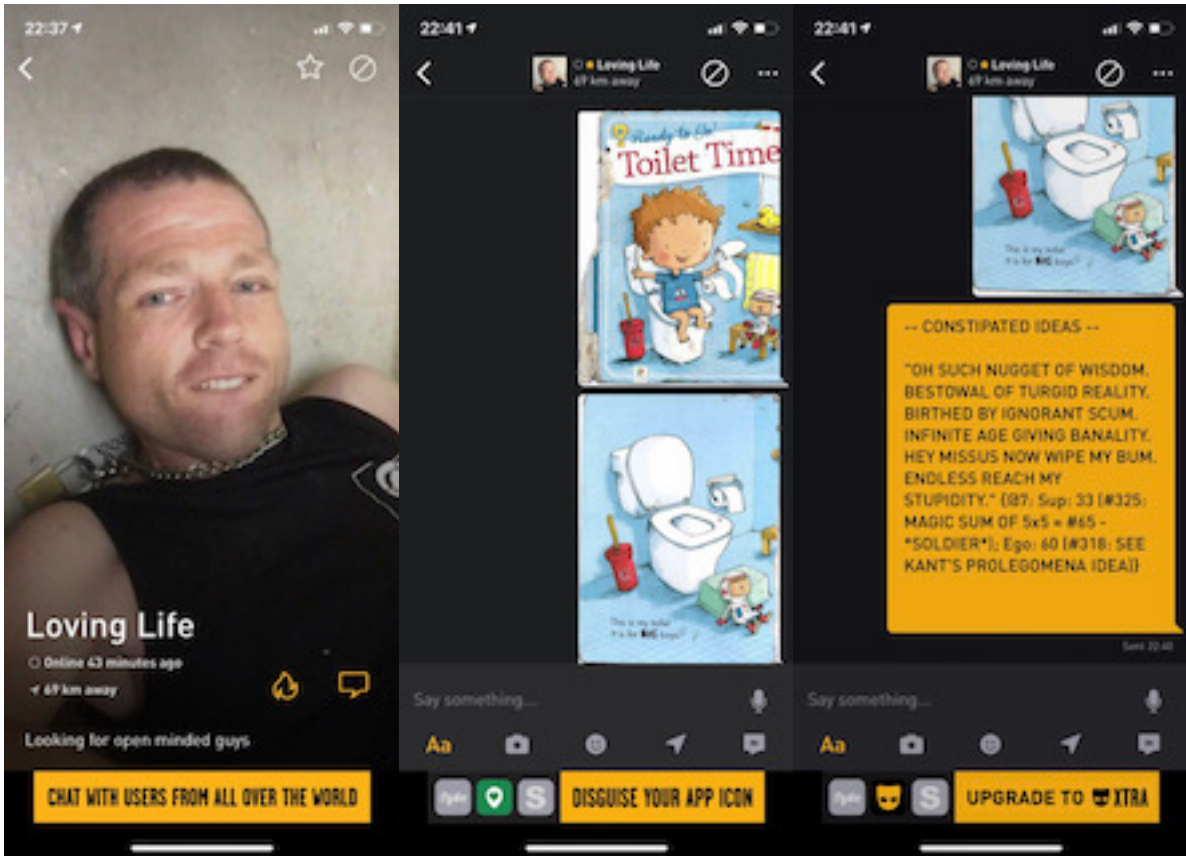 22:37
Loving Life
Online 43 minutes ago
69 km away
Looking for open minded guys
CHAT WITH USERS FROM ALL OVER THE WORLD
22:41
Loving Life
69 km away
Ready to Go!
Toilet Time
This is my toilet
It is for BIG boys!
Say something...
Aa
S
DISGUISE YOUR APP ICON
22:41
Loving Life
69 km away
This is my toilet
It is for BIG boys!
-- CONSTIPATED IDEAS --
"OH SUCH NUGGET OF WISDOM.
BESTOWAL OF TURGID REALITY.
BIRTHED BY IGNORANT SCUM.
INFINITE AGE GIVING BANALITY.
HEY MISSUS NOW WIPE MY BUM.
ENDLESS REACH MY
STUPIDITY." {@7: Sup: 33 (#325:
MAGIC SUM OF 5x5 = #65 -
*SOLDIER*); Ego: 60 (#318: SEE
KANT'S PROLEGOMENA IDEA)}
Sent 22:40
Say something...
Aa
S
UPGRADE TO XTRA